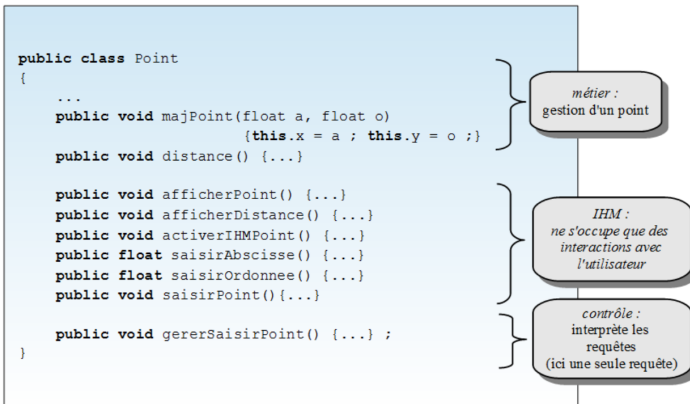 public class Point
{
...
public void majPoint(float a, float o)
{this.x = a ; this.y = o ;}
public void distance() {...}
métier :
gestion d'un point
public void afficherPoint() {...}
public void afficherDistance() {...}
public void activerIHMPoint() {...}
public float saisirAbscisse() {...}
public float saisirOrdonnee() {...}
public void saisirPoint(){...}
IHM :
ne s'occupe que des
interactions avec
l'utilisateur
public void gererSaisirPoint() {...} ;
}
contrôle :
interprète les
requêtes
(ici une seule requête)